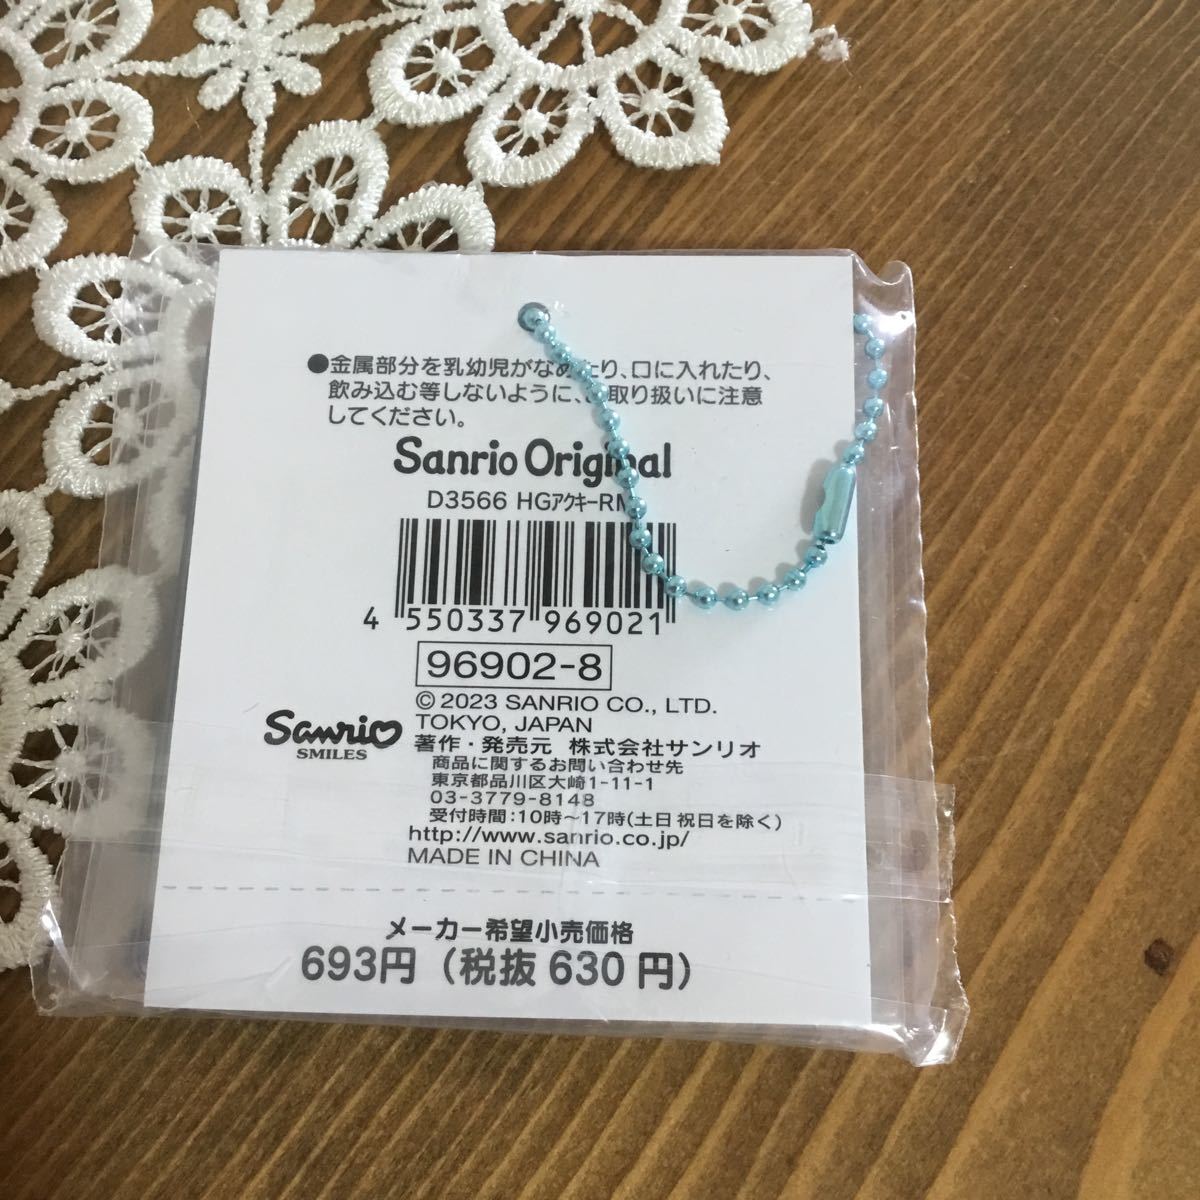 ●金属部分を乳幼児がなめたり、口に入れたり、
飲み込む等しないように、お取り扱いに注意
してください。
Sanrio Original
D3566 HGアクキーRM
4 550337 969021
96902-8
© 2023 SANRIO CO., LTD.
TOKYO, JAPAN
Sanrio
SMILES
著作・発売元 株式会社サンリオ
商品に関するお問い合わせ先
東京都品川区大崎1-11-1
03-3779-8148
受付時間:10時~17時(土日祝日を除く)
http://www.sanrio.co.jp/
MADE IN CHINA
メーカー希望小売価格
693円（税抜 630 円）